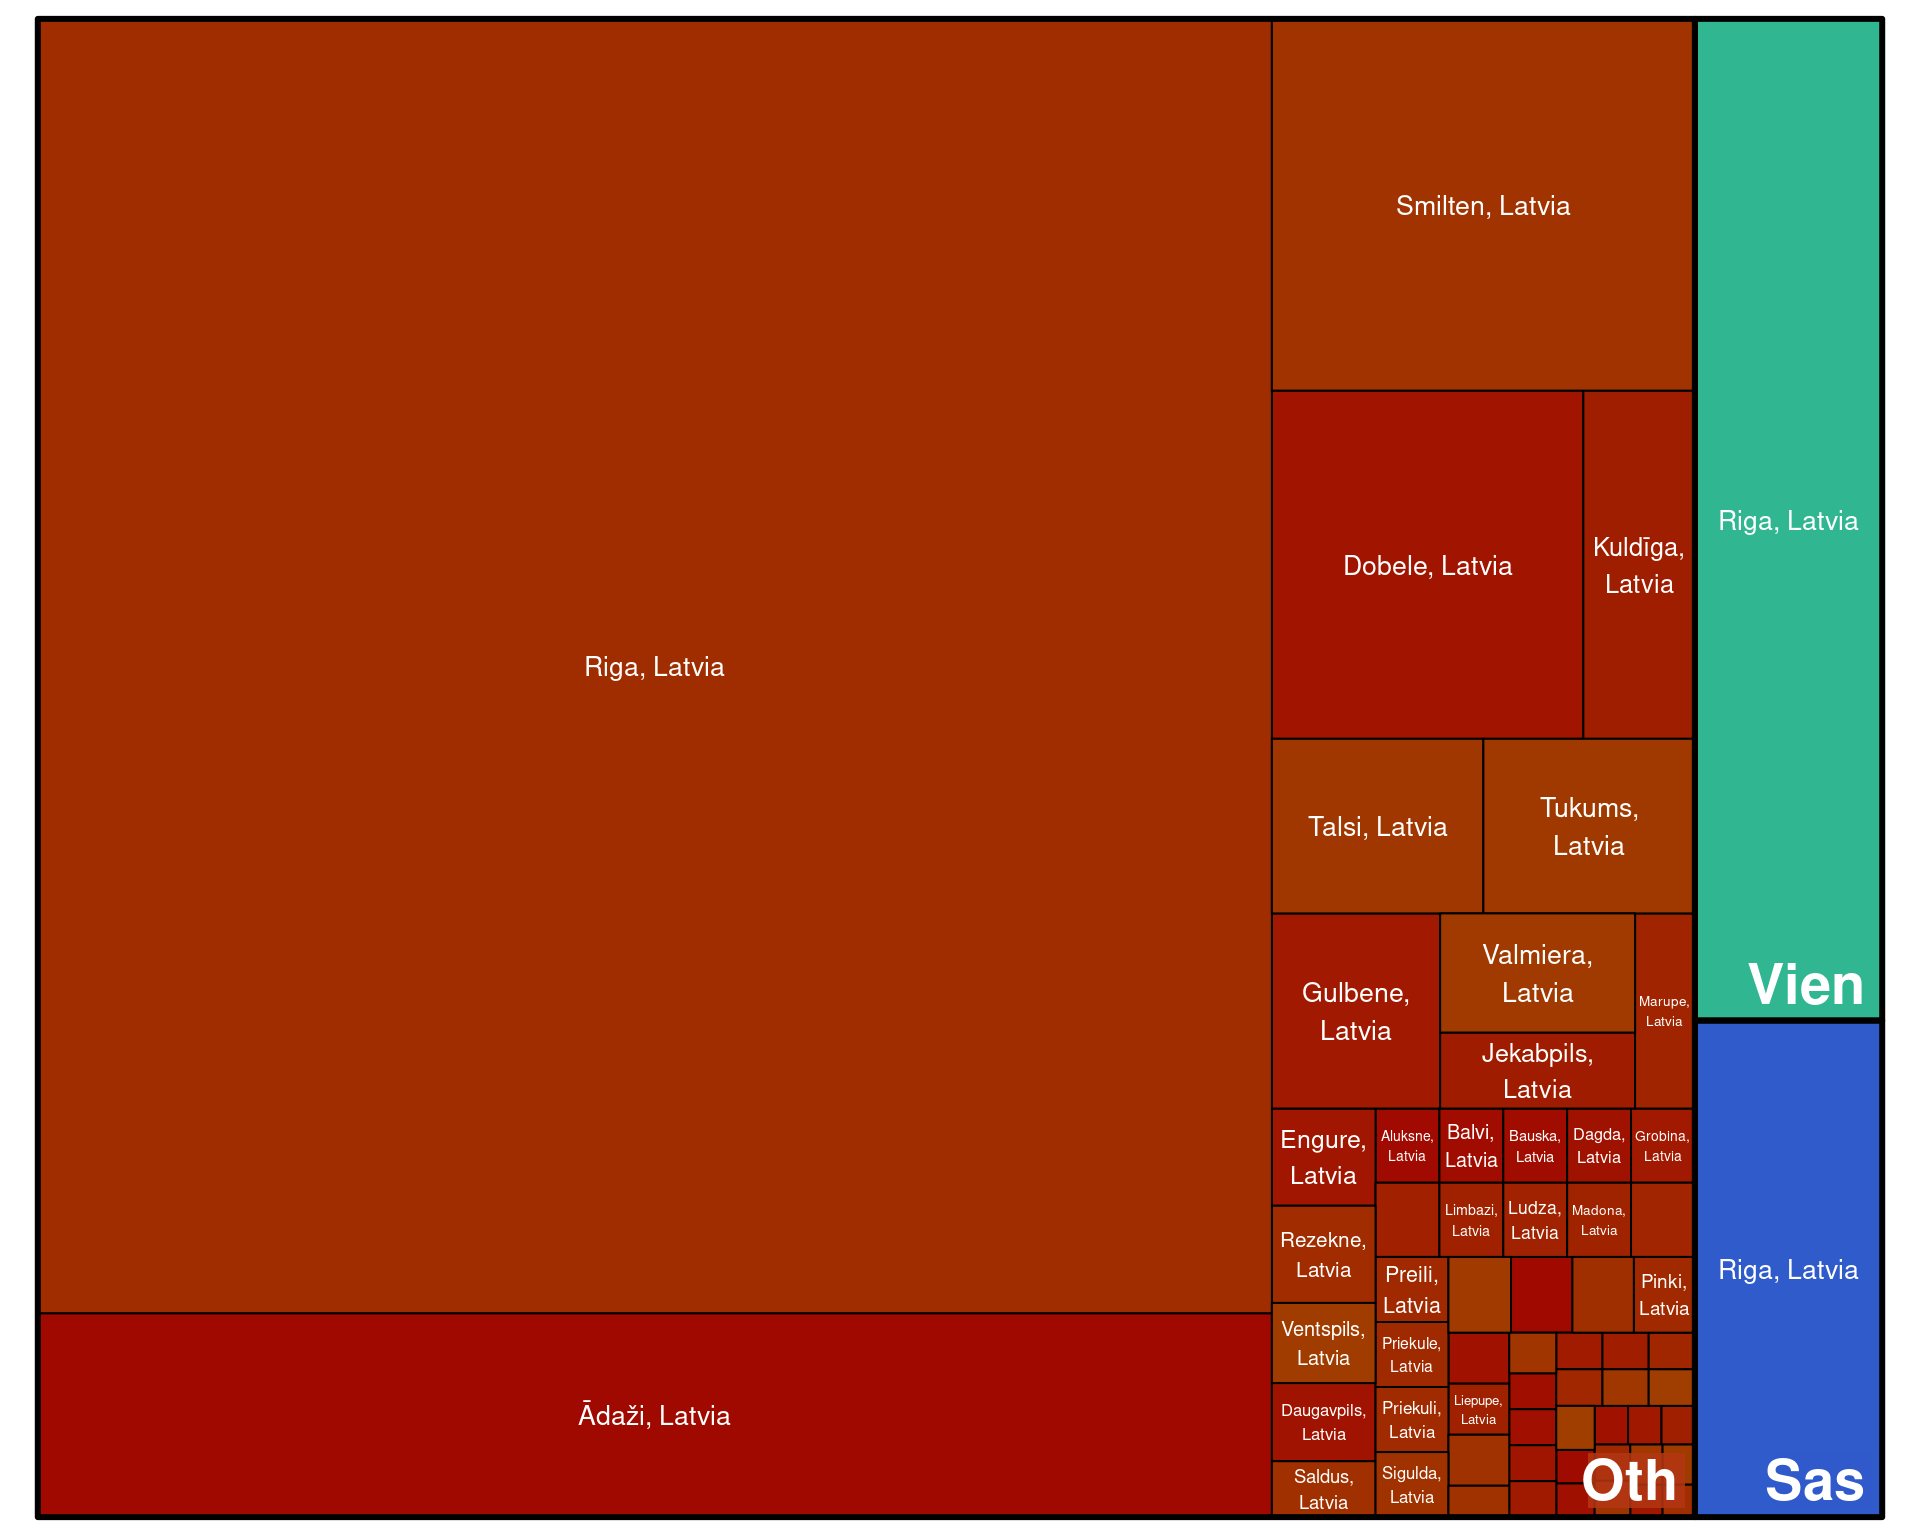 Riga, Latvia
Ādaži, Latvia
Smilten, Latvia
Dobele, Latvia
Kuldīga,
Latvia
Talsi, Latvia
Tukums,
Latvia
Gulbene,
Latvia
Valmiera,
Latvia
Jekabpils,
Latvia
Marupe,
Latvia
Engure,
Latvia
Rezekne,
Latvia
Ventspils,
Latvia
Daugavpils,
Latvia
Saldus,
Latvia
Aluksne,
Latvia
Balvi,
Latvia
Bauska,
Latvia
Dagda,
Latvia
Grobina,
Latvia
Limbazi,
Latvia
Ludza,
Latvia
Madona,
Latvia
Preili,
Latvia
Priekule,
Latvia
Priekuli,
Latvia
Sigulda,
Latvia
Pinki,
Latvia
Liepupe,
Latvia
Oth
Riga, Latvia
Vien
Riga, Latvia
Sas